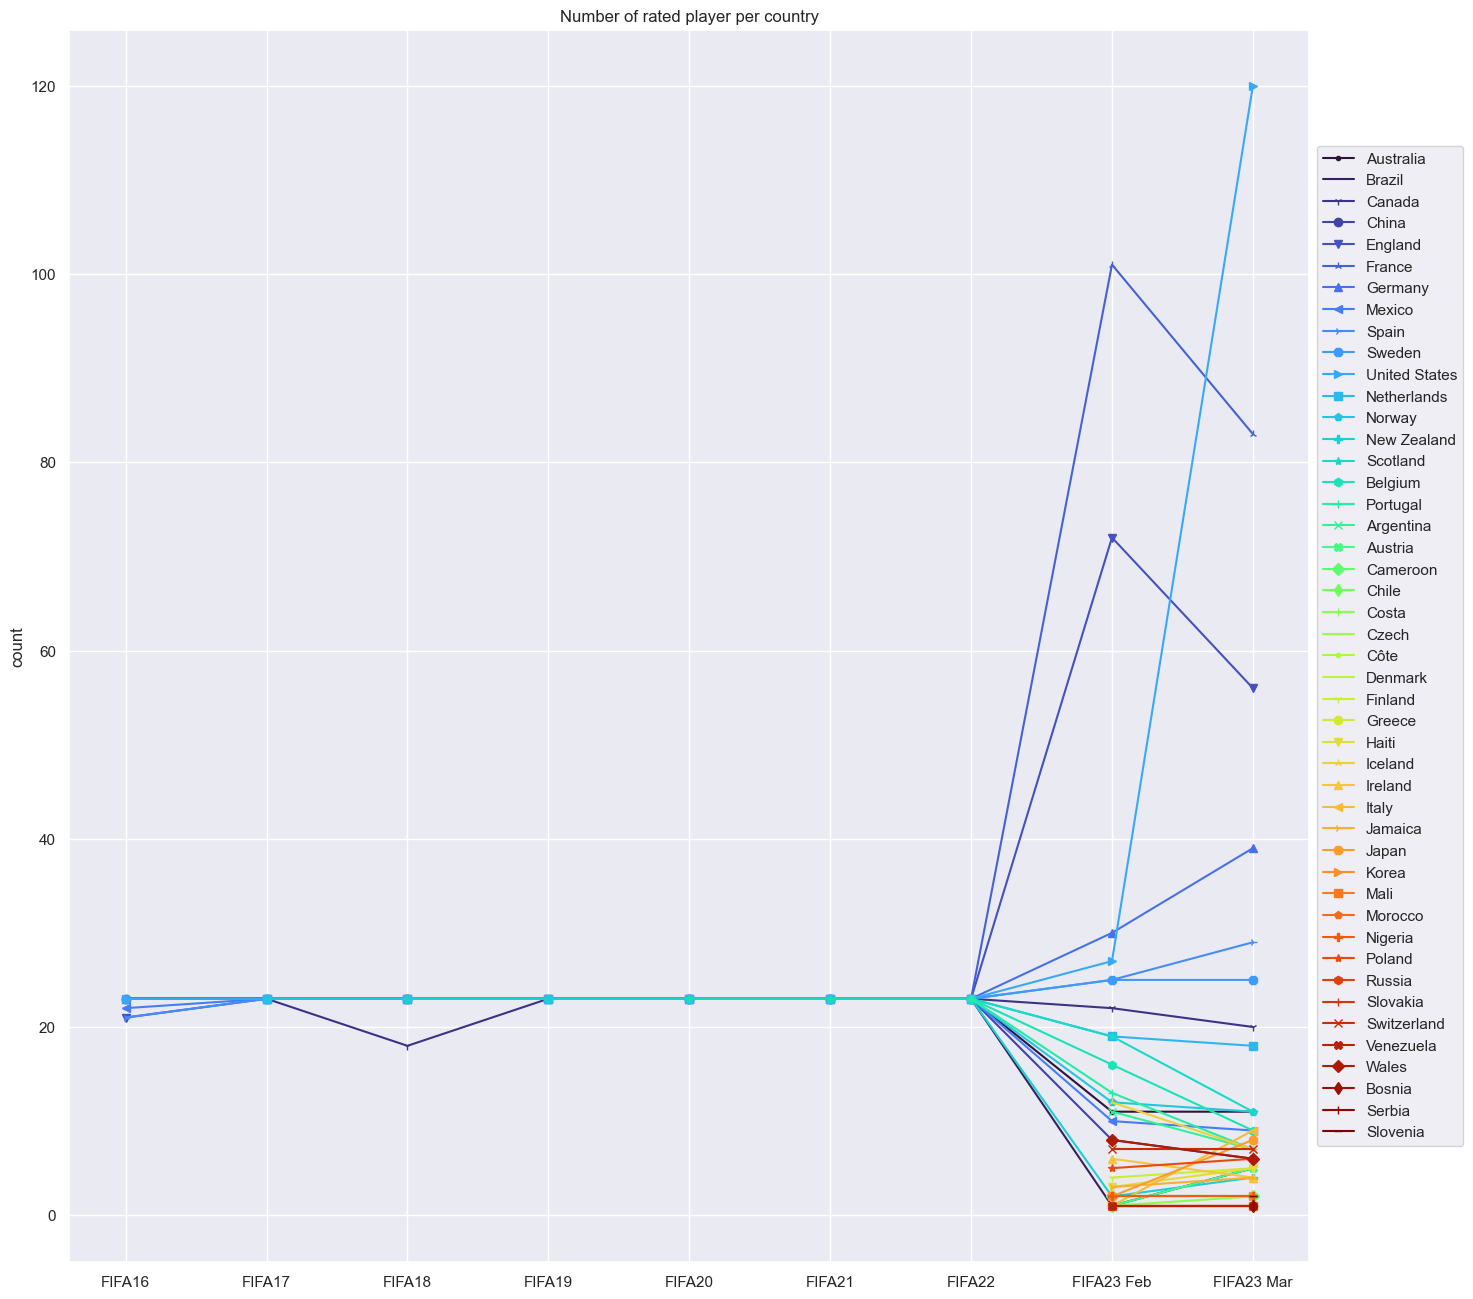 Number of rated player per country
120
100
80
60
40
20
0
count
FIFA16
FIFA17
FIFA18
FIFA19
FIFA20
FIFA21
FIFA22
FIFA23 Feb
FIFA23 Mar
Australia
Brazil
Canada
China
England
France
Germany
Mexico
Spain
Sweden
United States
Netherlands
Norway
New Zealand
Scotland
Belgium
Portugal
Argentina
Austria
Cameroon
Chile
Costa
Czech
Côte
Denmark
Finland
Greece
Haiti
Iceland
Ireland
Italy
Jamaica
Japan
Korea
Mali
Morocco
Nigeria
Poland
Russia
Slovakia
Switzerland
Venezuela
Wales
Bosnia
Serbia
Slovenia